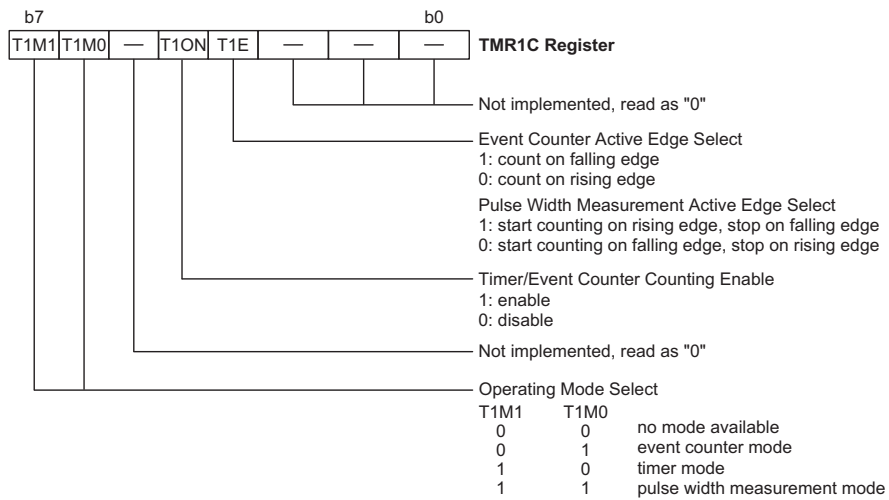 b7 b0
T1M1 T1M0 — T1ON T1E — — — TMR1C Register
Not implemented, read as "0"
Event Counter Active Edge Select
1: count on falling edge
0: count on rising edge
Pulse Width Measurement Active Edge Select
1: start counting on rising edge, stop on falling edge
0: start counting on falling edge, stop on rising edge
Timer/Event Counter Counting Enable
1: enable
0: disable
Not implemented, read as "0"
Operating Mode Select
T1M1 T1M0
0 0 no mode available
0 1 event counter mode
1 0 timer mode
1 1 pulse width measurement mode